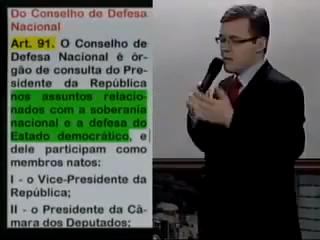 Do Conselho de Defesa
Nacional
Art. 91. O Conselho de
Defesa Nacional é ór-
gão de consulta do Pre-
sidente da República
nos assuntos relacio-
nados com a soberania
nacional e a defesa do
Estado democrático, e
dele participam como
membros natos:
I - o Vice-Presidente da
República;
II - o Presidente da Câ-
mara dos Deputados;